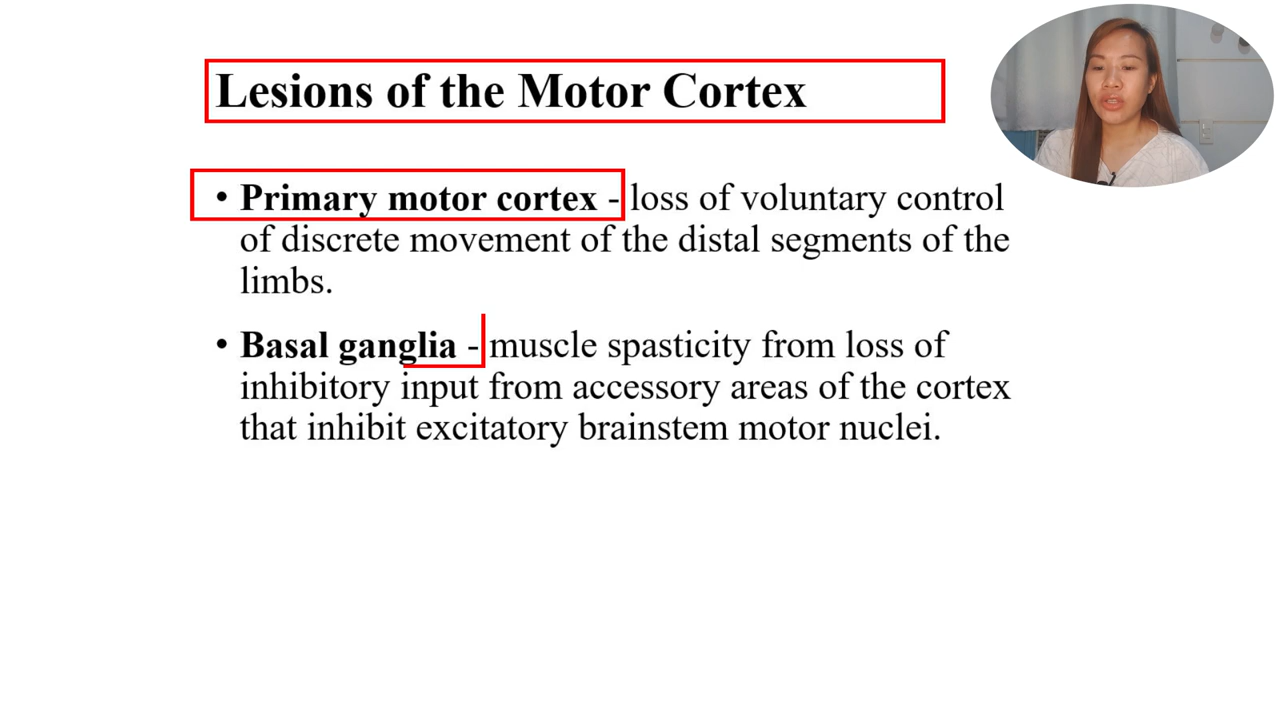 Lesions of the Motor Cortex
• Primary motor cortex - loss of voluntary control
of discrete movement of the distal segments of the
limbs.
• Basal ganglia - muscle spasticity from loss of
inhibitory input from accessory areas of the cortex
that inhibit excitatory brainstem motor nuclei.